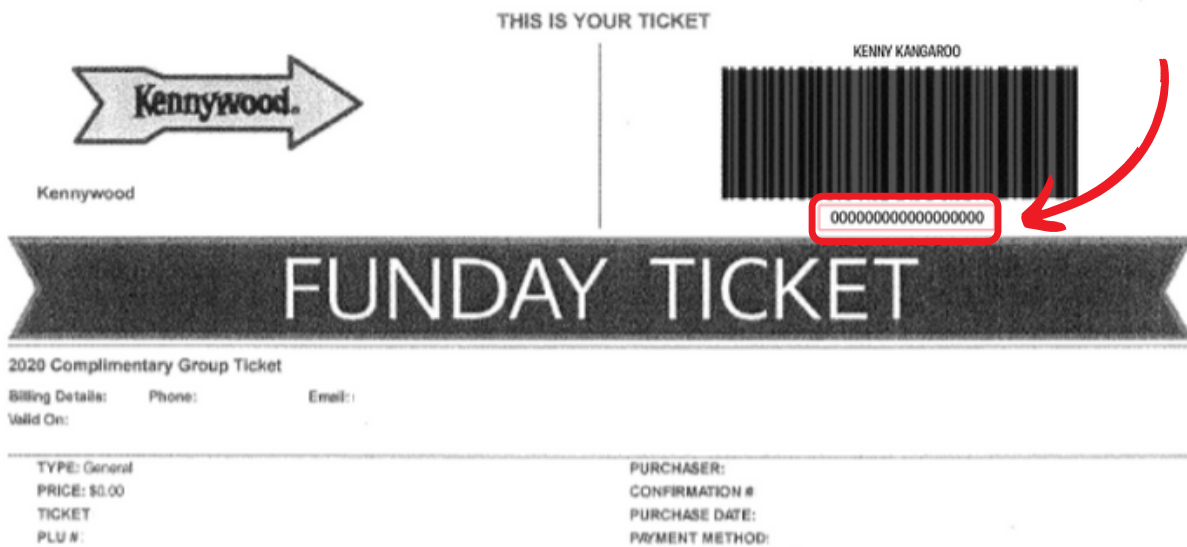 THIS IS YOUR TICKET
Kennywood®
KENNY KANGAROO
Kennywood
000000000000000000
FUNDAY TICKET
2020 Complimentary Group Ticket
Billing Details: Phone: Email:
Valid On:
TYPE: General
PRICE: $0.00
TICKET
PLU #:
PURCHASER:
CONFIRMATION #
PURCHASE DATE:
PAYMENT METHOD: